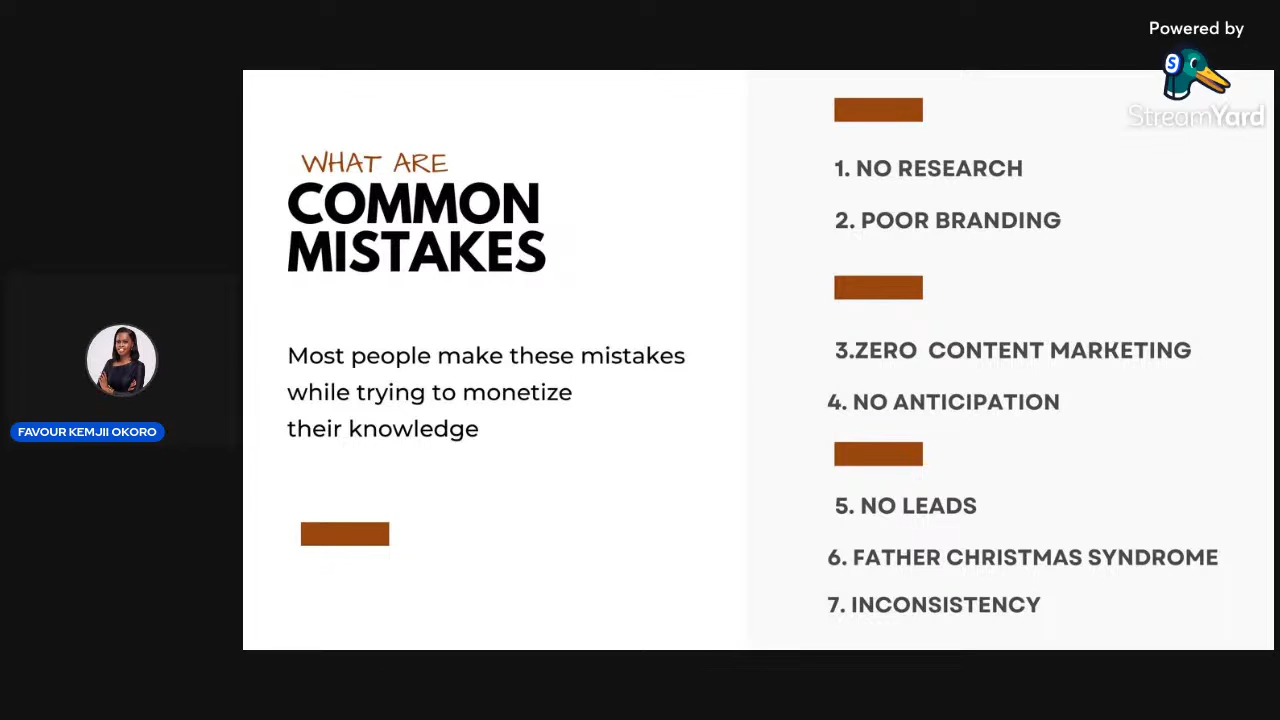 Powered by
StreamYard
WHAT ARE
COMMON
MISTAKES
Most people make these mistakes
while trying to monetize
their knowledge
1. NO RESEARCH
2. POOR BRANDING
3.ZERO  CONTENT MARKETING
4. NO ANTICIPATION
5. NO LEADS
6. FATHER CHRISTMAS SYNDROME
7. INCONSISTENCY
FAVOUR KEMJII OKORO